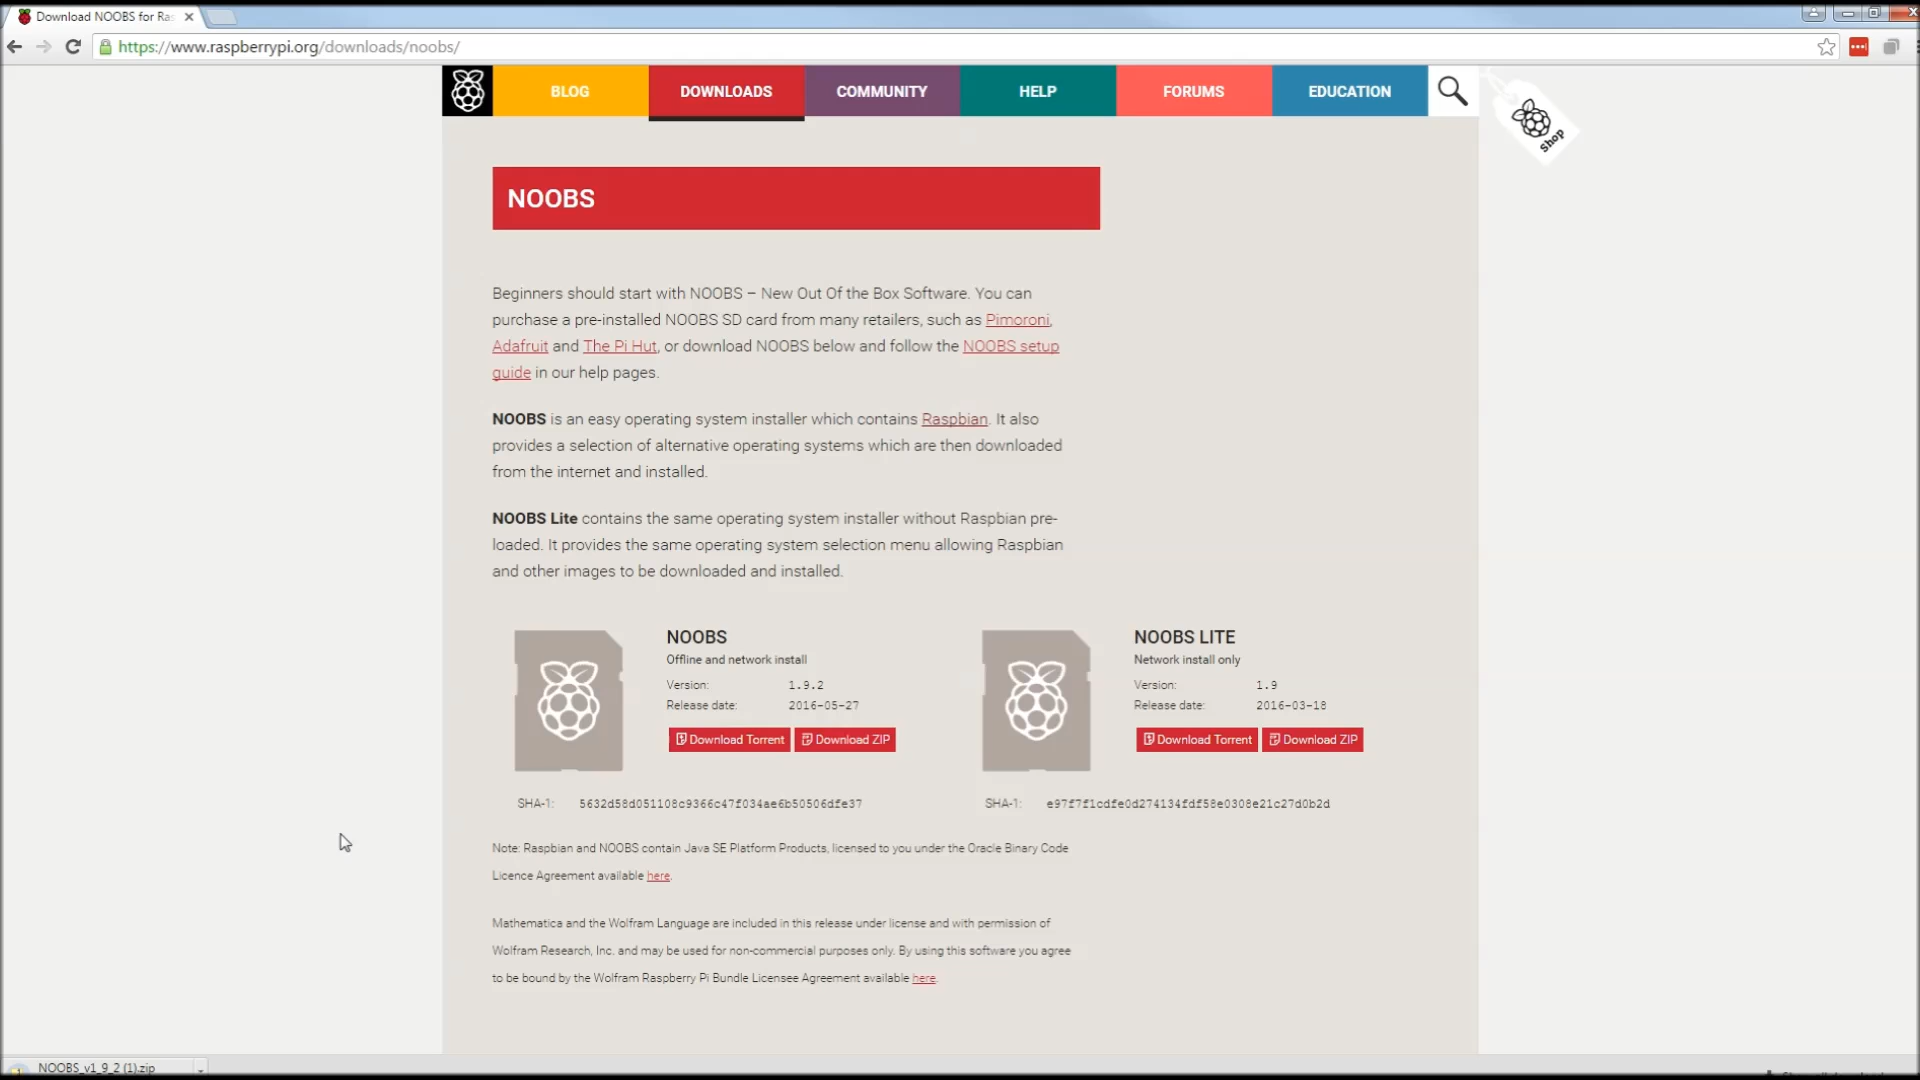 Download NOOBS for Ras
https://www.raspberrypi.org/downloads/noobs/
BLOG
DOWNLOADS
COMMUNITY
HELP
FORUMS
EDUCATION
Shop
NOOBS
Beginners should start with NOOBS – New Out Of the Box Software. You can
purchase a pre-installed NOOBS SD card from many retailers, such as Pimoroni,
Adafruit and The Pi Hut, or download NOOBS below and follow the NOOBS setup
guide in our help pages.
NOOBS is an easy operating system installer which contains Raspbian. It also
provides a selection of alternative operating systems which are then downloaded
from the internet and installed.
NOOBS Lite contains the same operating system installer without Raspbian pre-
loaded. It provides the same operating system selection menu allowing Raspbian
and other images to be downloaded and installed.
NOOBS
Offline and network install
Version: 1.9.2
Release date: 2016-05-27
Download Torrent Download ZIP
SHA-1: 5632d58d051108c9366c47f034ae6b50506dfe37
NOOBS LITE
Network install only
Version: 1.9
Release date: 2016-03-18
Download Torrent Download ZIP
SHA-1: e97f7f1cdfe0d274134fdf58e0308e21c27d0b2d
Note: Raspbian and NOOBS contain Java SE Platform Products, licensed to you under the Oracle Binary Code
Licence Agreement available here.
Mathematica and the Wolfram Language are included in this release under license and with permission of
Wolfram Research, Inc. and may be used for non-commercial purposes only. By using this software you agree
to be bound by the Wolfram Raspberry Pi Bundle Licensee Agreement available here.
NOOBS_v1_9_2 (1).zip